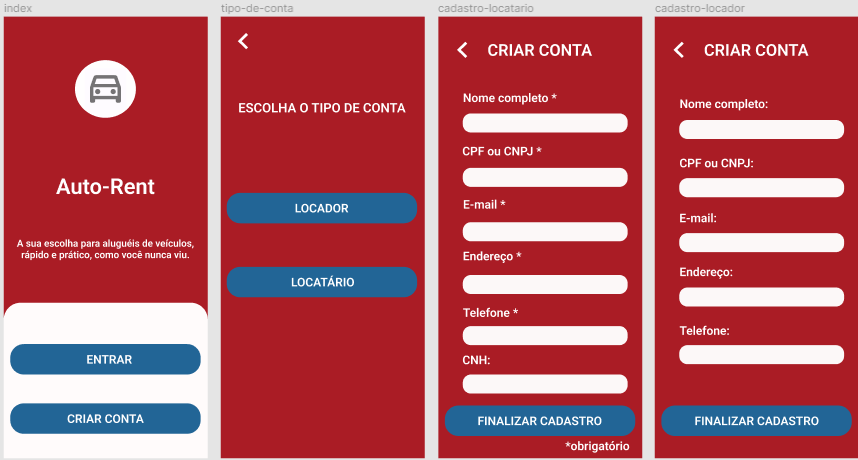 index
Auto-Rent
A sua escolha para aluguéis de veículos,
rápido e prático, como você nunca viu.
ENTRAR
CRIAR CONTA
tipo-de-conta
ESCOLHA O TIPO DE CONTA
LOCADOR
LOCATÁRIO
cadastro-locatario
CRIAR CONTA
Nome completo *
CPF ou CNPJ *
E-mail *
Endereço *
Telefone *
CNH:
FINALIZAR CADASTRO
*obrigatório
cadastro-locador
CRIAR CONTA
Nome completo:
CPF ou CNPJ:
E-mail:
Endereço:
Telefone:
FINALIZAR CADASTRO